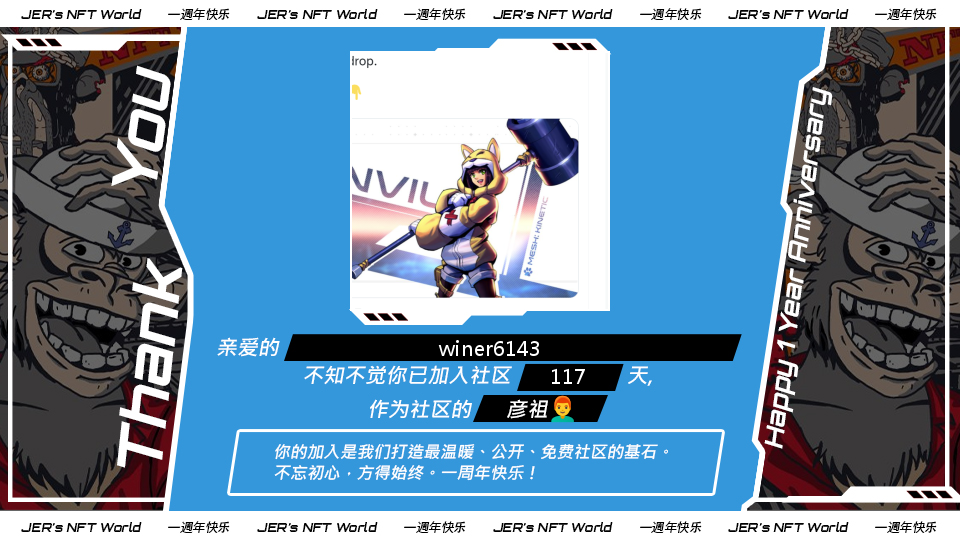 JER's NFT World 一週年快乐 JER's NFT World 一週年快乐 JER's NFT World 一週年快乐 JER's NFT World 一週年快乐
Thank You
drop.
👇
NVIL
MESH: KINETIC
亲爱的 winer6143
不知不觉你已加入社区 117 天,
作为社区的 彦祖👨‍🦰
你的加入是我们打造最温暖、公开、免费社区的基石。
不忘初心，方得始终。一周年快乐！
Happy 1 Year Anniversary
JER's NFT World 一週年快乐 JER's NFT World 一週年快乐 JER's NFT World 一週年快乐 JER's NFT World 一週年快乐